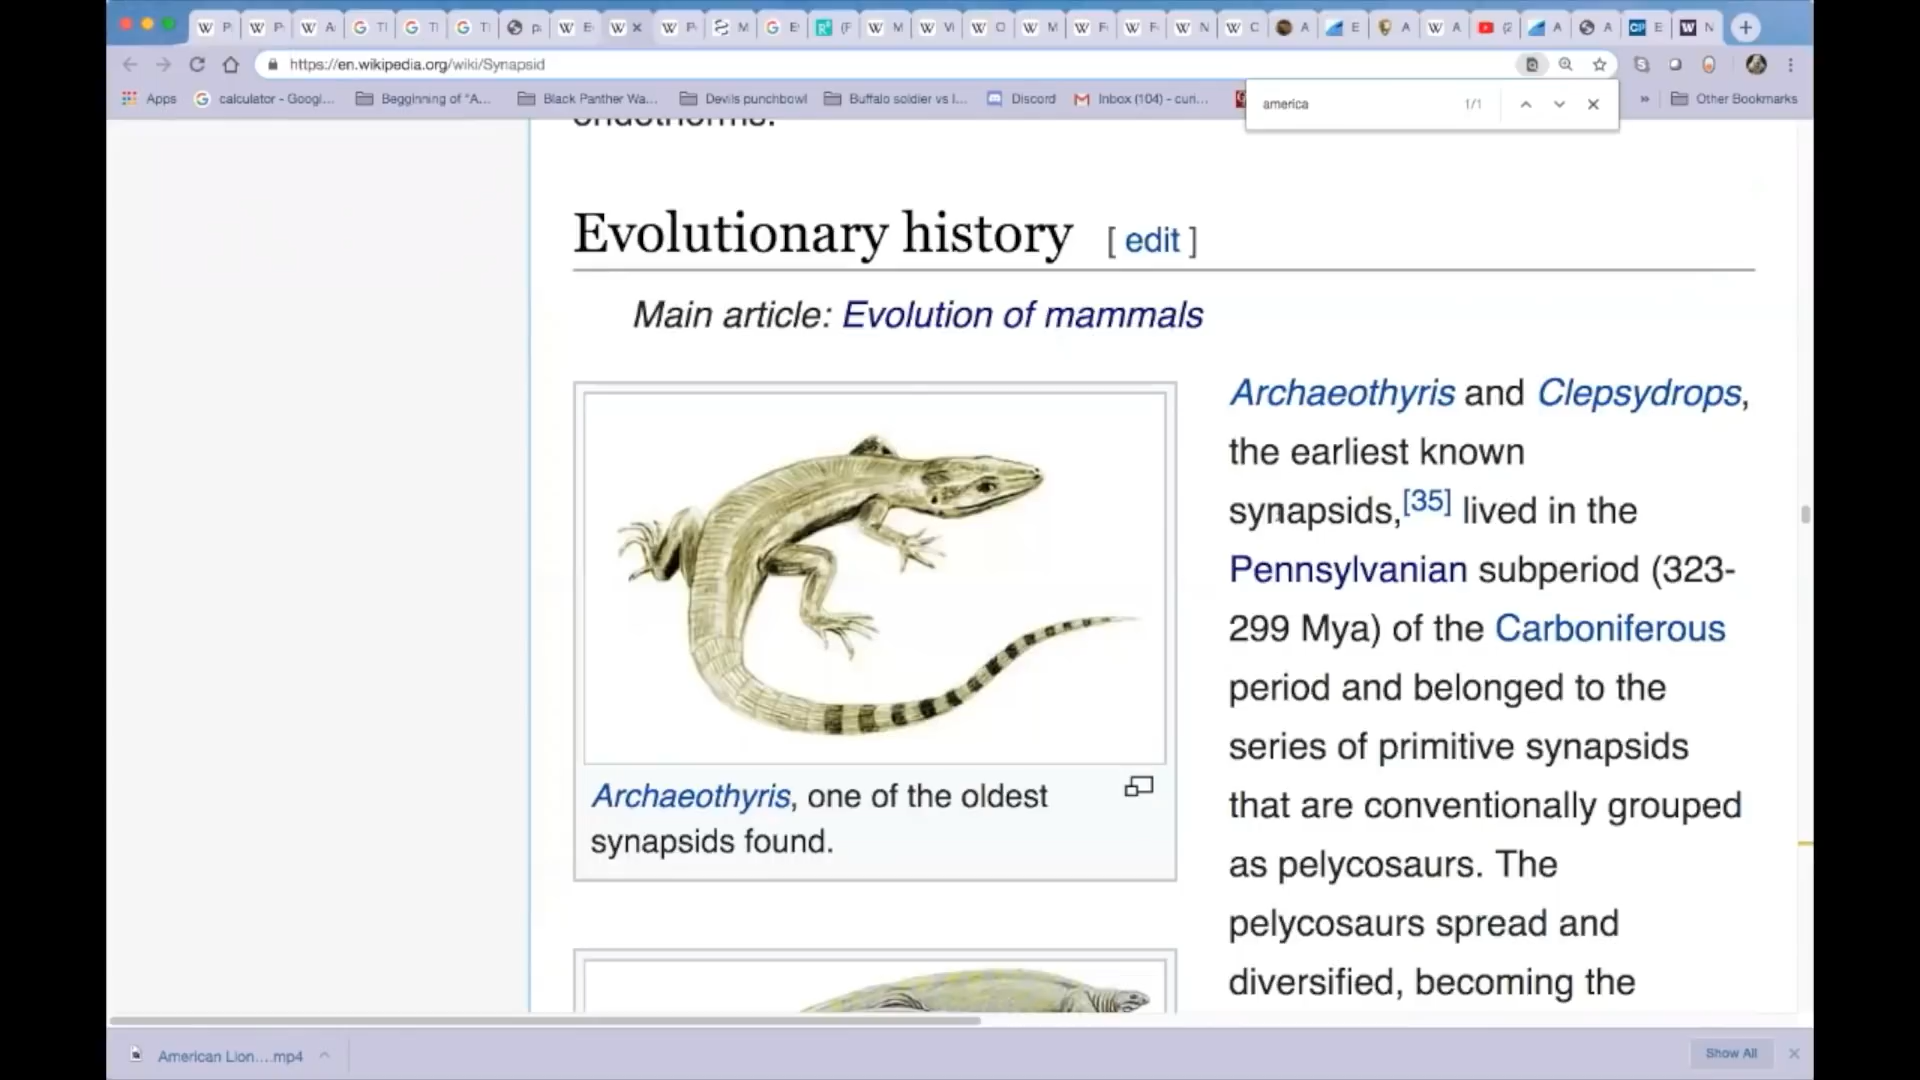 https://en.wikipedia.org/wiki/Synapsid
america
1/1
Apps
calculator - Googl...
Begginning of "A...
Black Panther Wa...
Devils punchbowl
Buffalo soldier vs l...
Discord
Inbox (104) - curi...
»
Other Bookmarks
endotherms.
Evolutionary history [ edit ]
Main article: Evolution of mammals
Archaeothyris and Clepsydrops,
the earliest known
synapsids,[35] lived in the
Pennsylvanian subperiod (323-
299 Mya) of the Carboniferous
period and belonged to the
series of primitive synapsids
that are conventionally grouped
as pelycosaurs. The
pelycosaurs spread and
diversified, becoming the
Archaeothyris, one of the oldest
synapsids found.
American Lion....mp4
Show All